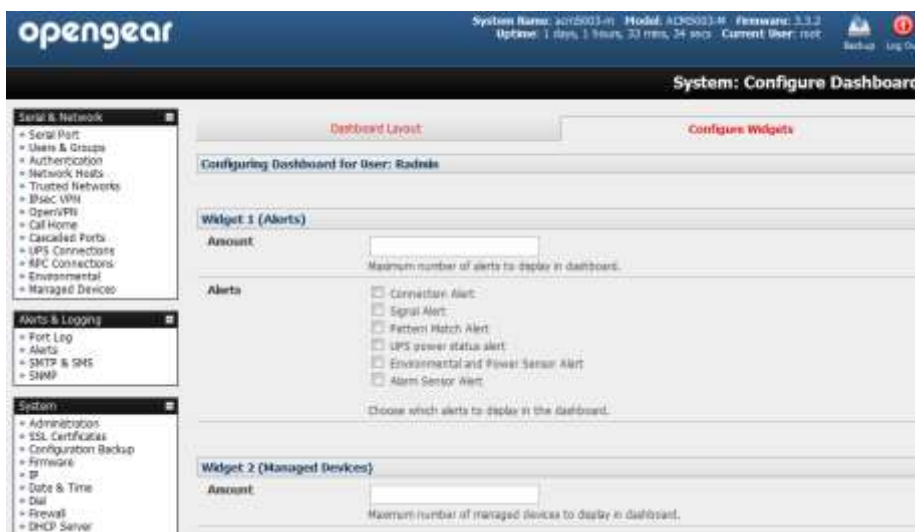 opengear
System Name: acm5003-m Model: ACM5003-M Firmware: 3.3.2
Uptime: 1 days, 1 hours, 33 mins, 34 secs Current User: root
Backup Log Ou
System: Configure Dashboard
Serial & Network
Serial Port
Users & Groups
Authentication
Network Hosts
Trusted Networks
IPsec VPN
OpenVPN
Call Home
Cascaded Ports
UPS Connections
RPC Connections
Environmental
Managed Devices
Alerts & Logging
Port Log
Alerts
SMTP & SMS
SNMP
System
Administration
SSL Certificates
Configuration Backup
Firmware
IP
Date & Time
Dial
Firewall
DHCP Server
Dashboard Layout
Configure Widgets
Configuring Dashboard for User: Radmin
Widget 1 (Alerts)
Amount
Maximum number of alerts to display in dashboard.
Alerts
Connection Alert
Signal Alert
Pattern Match Alert
UPS power status alert
Environmental and Power Sensor Alert
Alarm Sensor Alert
Choose which alerts to display in the dashboard.
Widget 2 (Managed Devices)
Amount
Maximum number of managed devices to display in dashboard.